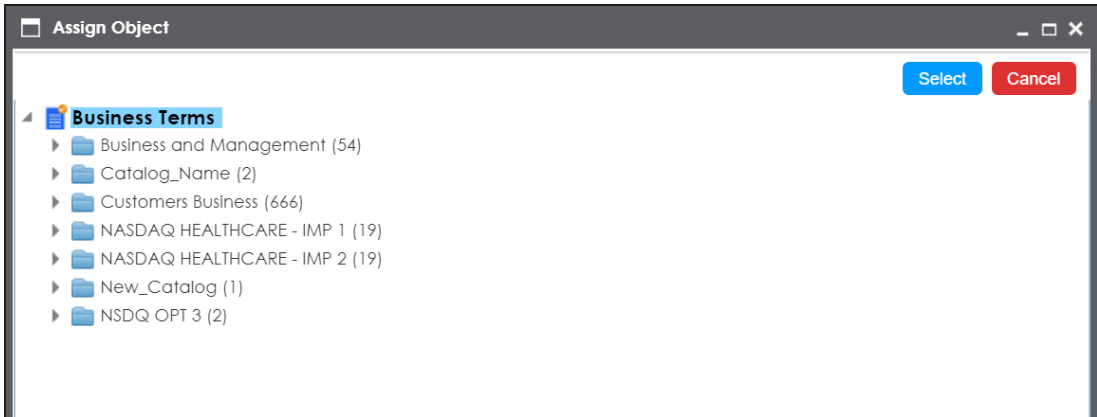 Assign Object
Select Cancel
Business Terms
Business and Management (54)
Catalog_Name (2)
Customers Business (666)
NASDAQ HEALTHCARE - IMP 1 (19)
NASDAQ HEALTHCARE - IMP 2 (19)
New_Catalog (1)
NSDQ OPT 3 (2)